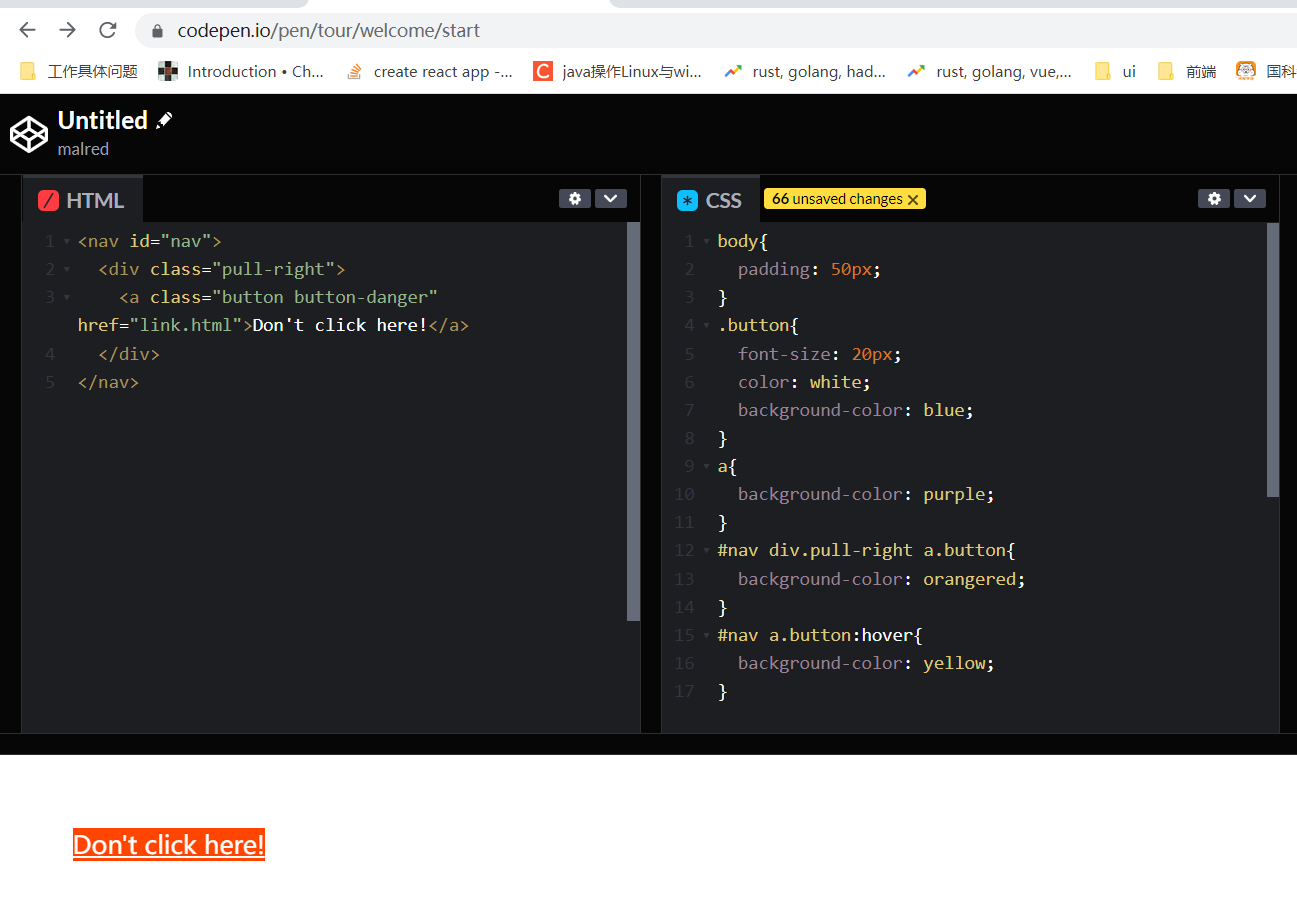 codepen.io/pen/tour/welcome/start
工作具体问题 Introduction • Ch... create react app -... C java操作Linux与wi... rust, golang, had... rust, golang, vue,... ui 前端 国科
Untitled
malred
/ HTML
1 <nav id="nav">
2 <div class="pull-right">
3 <a class="button button-danger"
href="link.html">Don't click here!</a>
4 </div>
5 </nav>
* CSS 66 unsaved changes ×
1 body{
2 padding: 50px;
3 }
4 .button{
5 font-size: 20px;
6 color: white;
7 background-color: blue;
8 }
9 a{
10 background-color: purple;
11 }
12 #nav div.pull-right a.button{
13 background-color: orangered;
14 }
15 #nav a.button:hover{
16 background-color: yellow;
17 }
Don't click here!